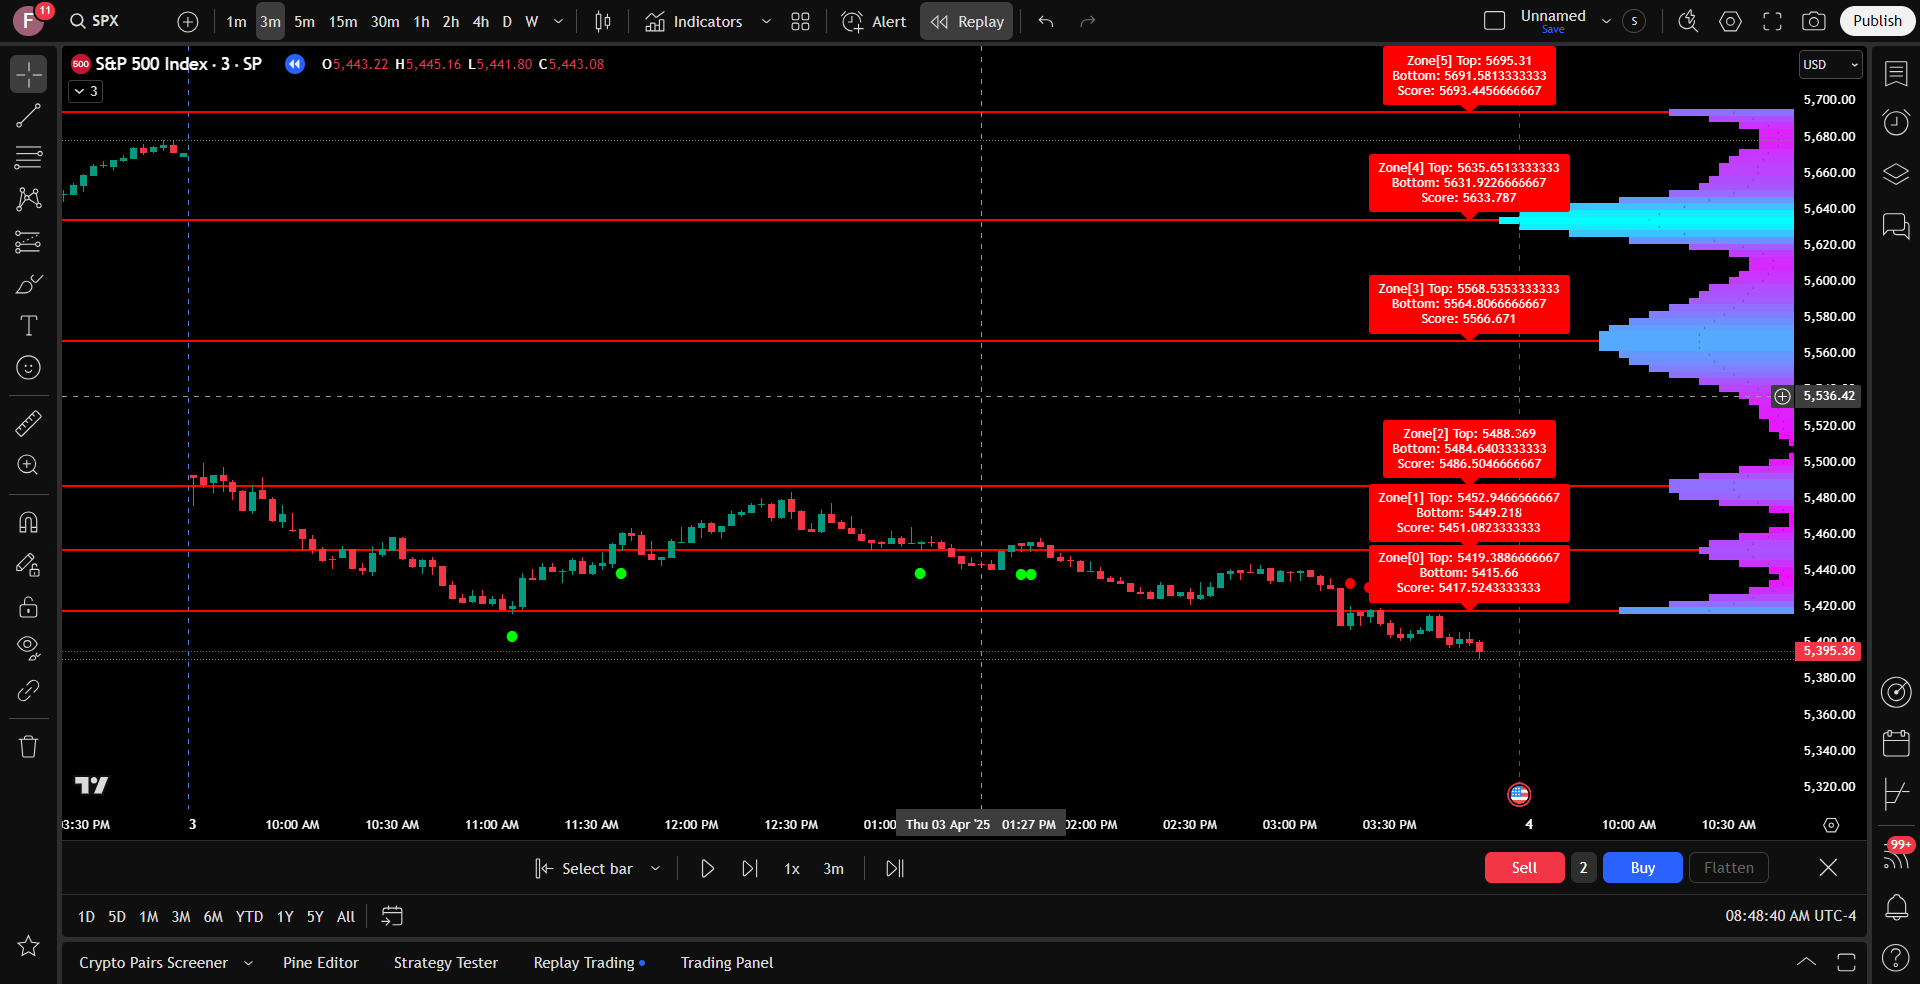 F 11 SPX 1m 3m 5m 15m 30m 1h 2h 4h D W Indicators Alert Replay Unnamed Save S Publish
500 S&P 500 Index · 3 · SP O5,443.22 H5,445.16 L5,441.80 C5,443.08 USD
3
Zone[5] Top: 5695.31
Bottom: 5691.5813333333
Score: 5693.4456666667
Zone[4] Top: 5635.6513333333
Bottom: 5631.9226666667
Score: 5633.787
Zone[3] Top: 5568.5353333333
Bottom: 5564.8066666667
Score: 5566.671
Zone[2] Top: 5488.369
Bottom: 5484.6403333333
Score: 5486.5046666667
Zone[1] Top: 5452.9466666667
Bottom: 5449.218
Score: 5451.0823333333
Zone[0] Top: 5419.3886666667
Bottom: 5415.66
Score: 5417.5243333333
5,700.00
5,680.00
5,660.00
5,640.00
5,620.00
5,600.00
5,580.00
5,560.00
5,536.42
5,520.00
5,500.00
5,480.00
5,460.00
5,440.00
5,420.00
5,400.00
5,395.36
5,380.00
5,360.00
5,340.00
5,320.00
3:30 PM 3 10:00 AM 10:30 AM 11:00 AM 11:30 AM 12:00 PM 12:30 PM 01:00 Thu 03 Apr '25 01:27 PM 02:00 PM 02:30 PM 03:00 PM 03:30 PM 4 10:00 AM 10:30 AM
99+
Select bar 1x 3m Sell 2 Buy Flatten
1D 5D 1M 3M 6M YTD 1Y 5Y All 08:48:40 AM UTC-4
Crypto Pairs Screener Pine Editor Strategy Tester Replay Trading Trading Panel